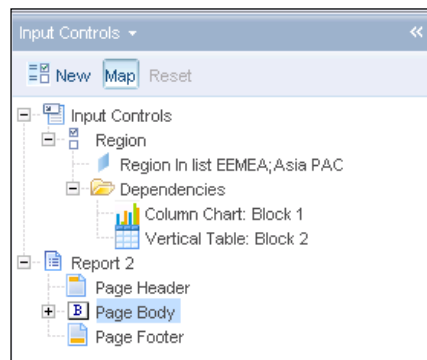 Input Controls
New Map Reset
Input Controls
Region
Region In list EEMEA;Asia PAC
Dependencies
Column Chart: Block 1
Vertical Table: Block 2
Report 2
Page Header
B Page Body
Page Footer